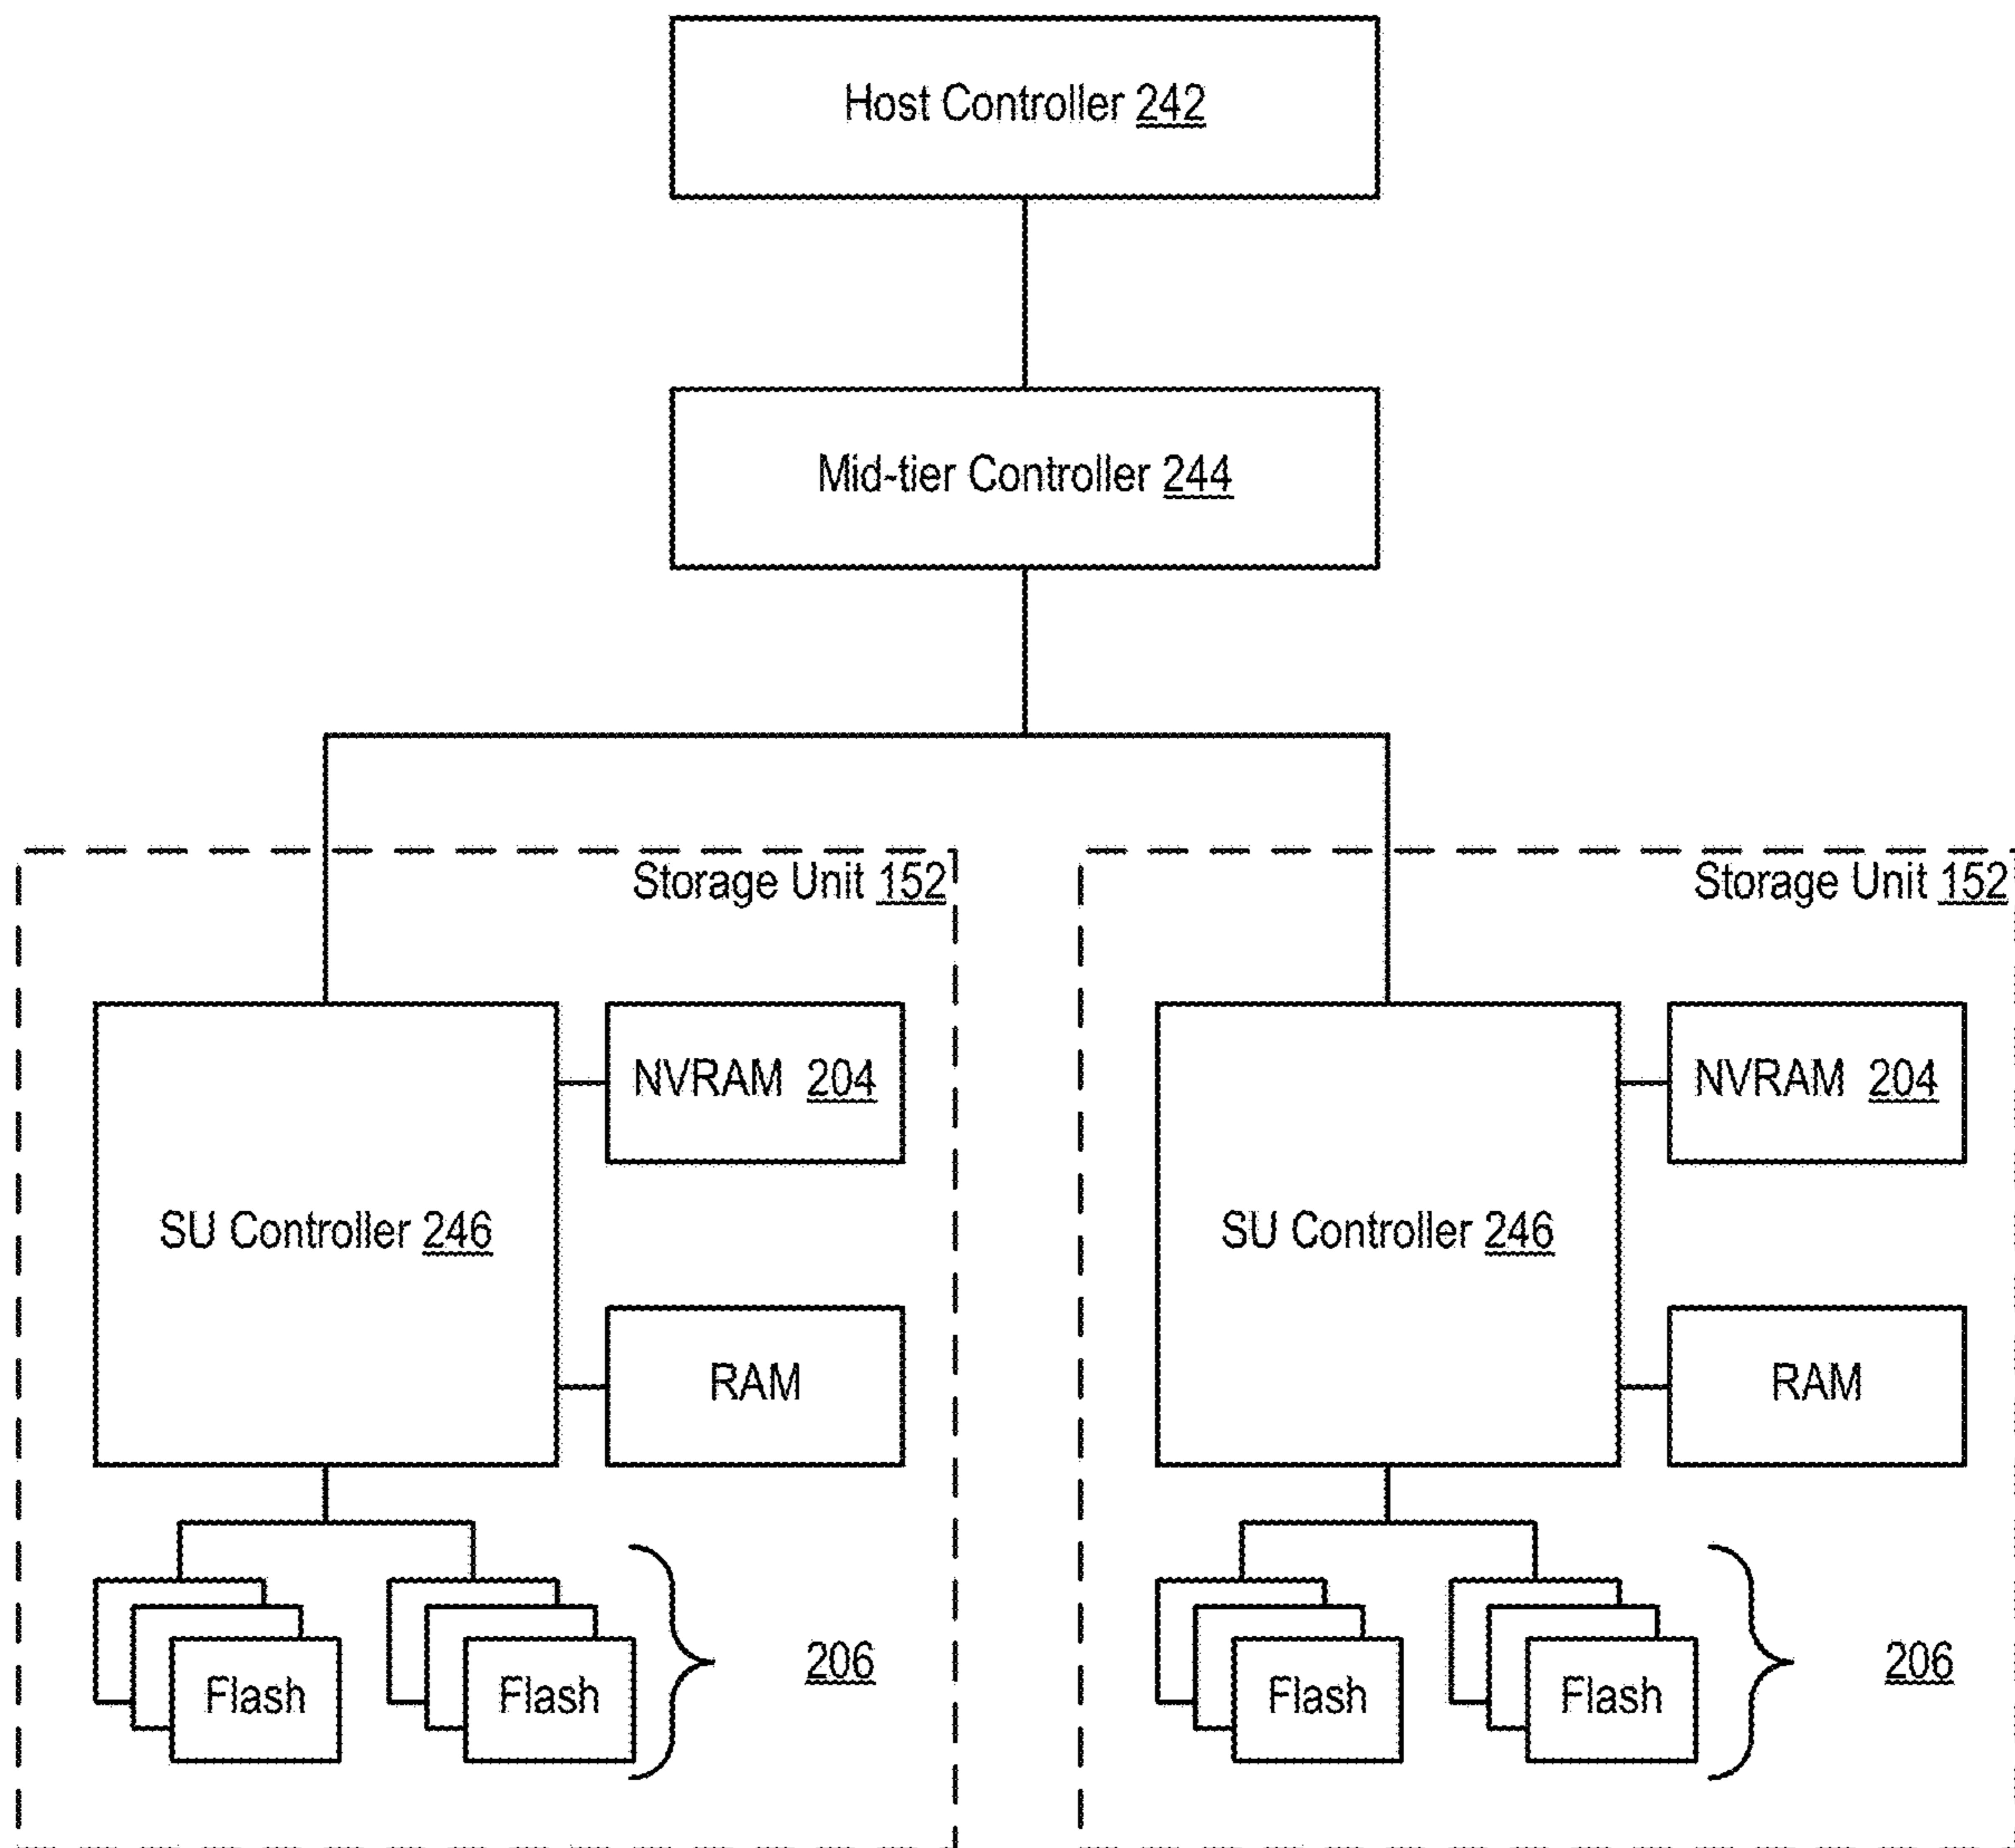 Host Controller 242
Mid-tier Controller 244
Storage Unit 152
SU Controller 246
NVRAM 204
RAM
Flash
Flash
206
Storage Unit 152
SU Controller 246
NVRAM 204
RAM
Flash
Flash
206